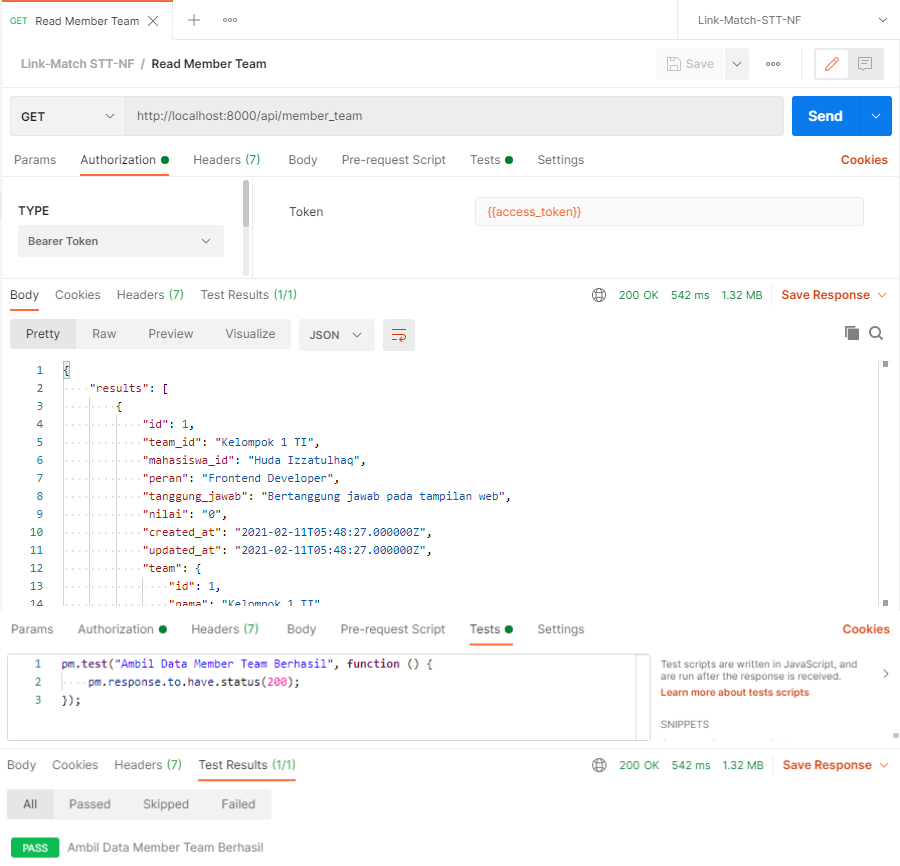 GET Read Member Team Link-Match-STT-NF
Link-Match STT-NF / Read Member Team Save
GET http://localhost:8000/api/member_team Send
Params Authorization Headers (7) Body Pre-request Script Tests Settings Cookies
TYPE
Bearer Token
Token {{access_token}}
Body Cookies Headers (7) Test Results (1/1) 200 OK 542 ms 1.32 MB Save Response
Pretty Raw Preview Visualize JSON
1 {
2 "results": [
3 {
4 "id": 1,
5 "team_id": "Kelompok 1 TI",
6 "mahasiswa_id": "Huda Izzatulhaq",
7 "peran": "Frontend Developer",
8 "tanggung_jawab": "Bertanggung jawab pada tampilan web",
9 "nilai": "0",
10 "created_at": "2021-02-11T05:48:27.000000Z",
11 "updated_at": "2021-02-11T05:48:27.000000Z",
12 "team": {
13 "id": 1,
14 "nama": "Kelompok 1 TI"
Params Authorization Headers (7) Body Pre-request Script Tests Settings Cookies
1 pm.test("Ambil Data Member Team Berhasil", function () {
2 pm.response.to.have.status(200);
3 });
Test scripts are written in JavaScript, and
are run after the response is received.
Learn more about tests scripts
SNIPPETS
Body Cookies Headers (7) Test Results (1/1) 200 OK 542 ms 1.32 MB Save Response
All Passed Skipped Failed
PASS Ambil Data Member Team Berhasil